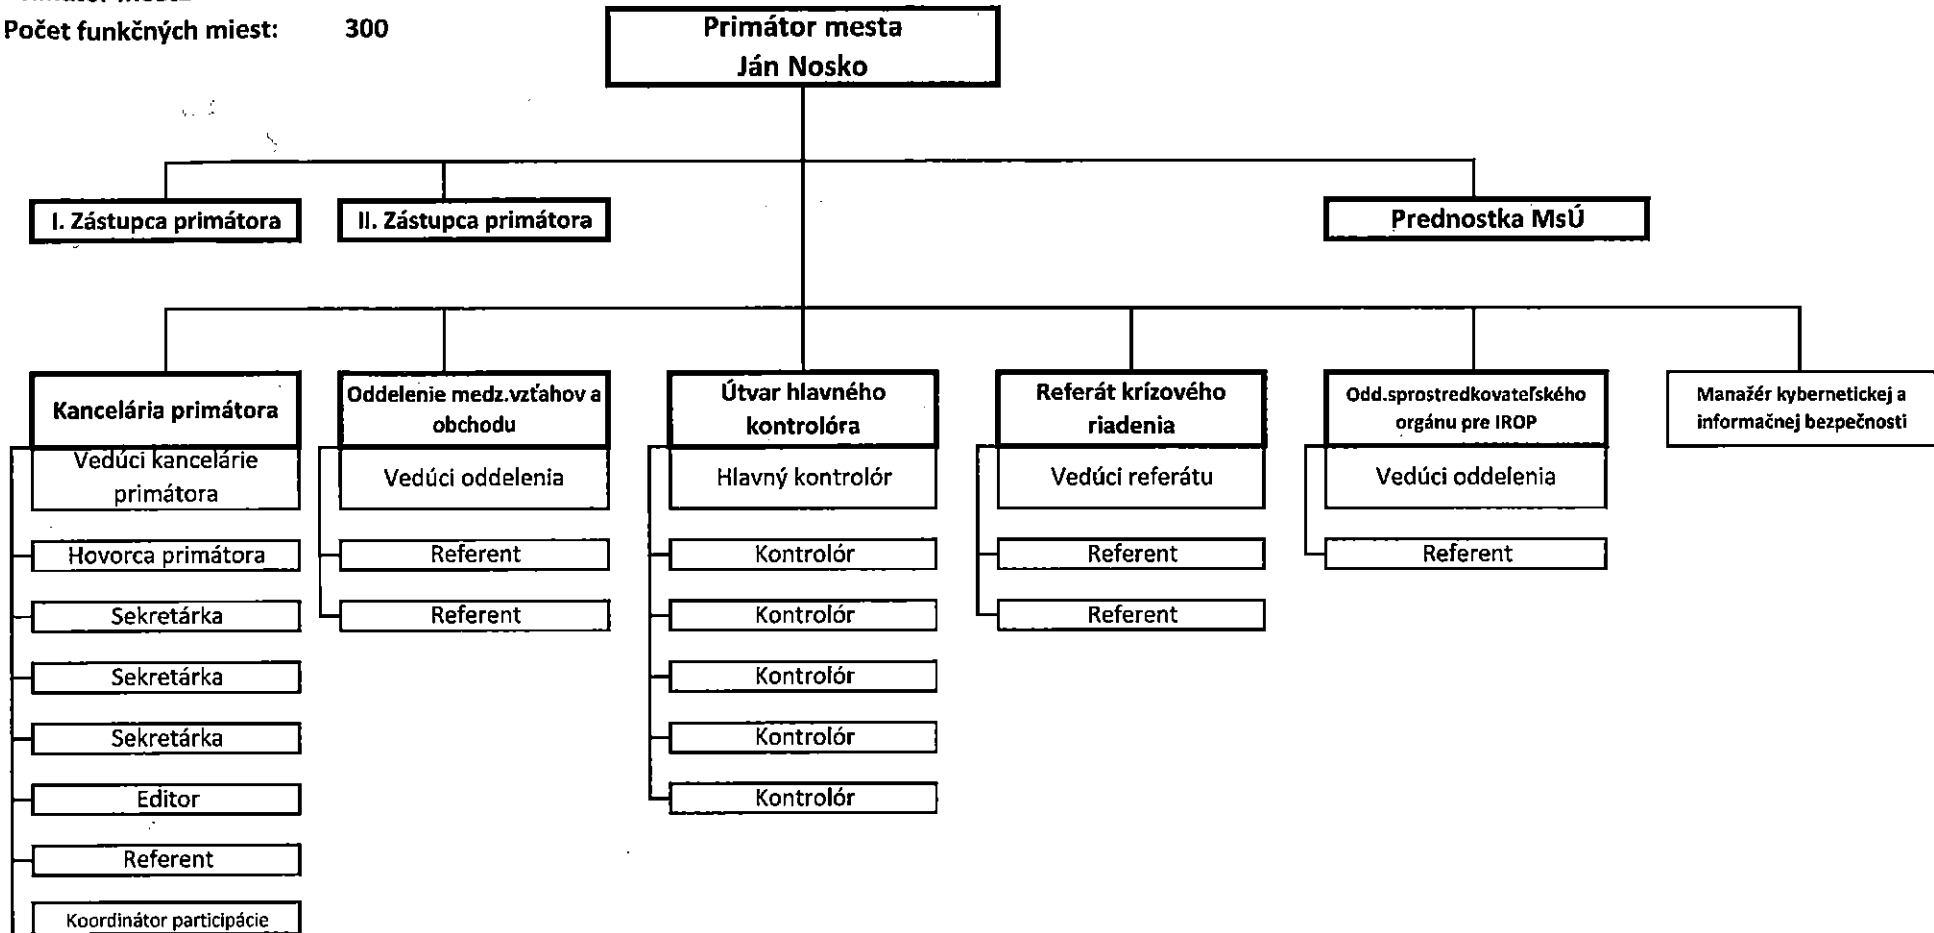 Počet funkčných miest: 300
Primátor mesta
Ján Nosko
I. Zástupca primátora
II. Zástupca primátora
Prednostka MsÚ
Kancelária primátora
Vedúci kancelárie
primátora
Hovorca primátora
Sekretárka
Sekretárka
Sekretárka
Editor
Referent
Koordinátor participácie
Oddelenie medz.vzťahov a
obchodu
Vedúci oddelenia
Referent
Referent
Útvar hlavného
kontrolóra
Hlavný kontrolór
Kontrolór
Kontrolór
Kontrolór
Kontrolór
Kontrolór
Referát krízového
riadenia
Vedúci referátu
Referent
Referent
Odd.sprostredkovateľského
orgánu pre IROP
Vedúci oddelenia
Referent
Manažér kybernetickej a
informačnej bezpečnosti